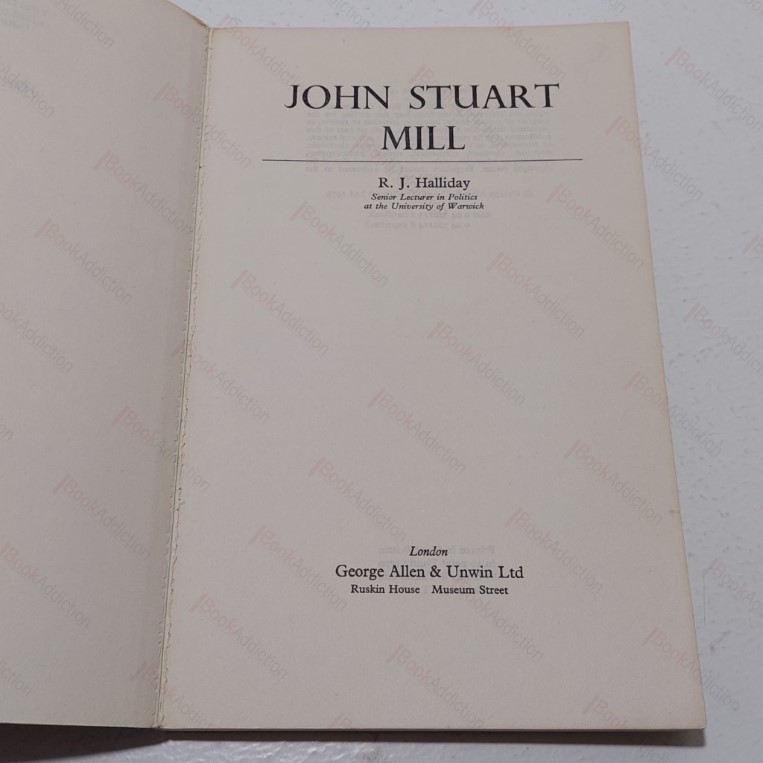 JOHN STUART
MILL
R. J. Halliday
Senior Lecturer in Politics
at the University of Warwick
London
George Allen & Unwin Ltd
Ruskin House Museum Street
BookAddiction